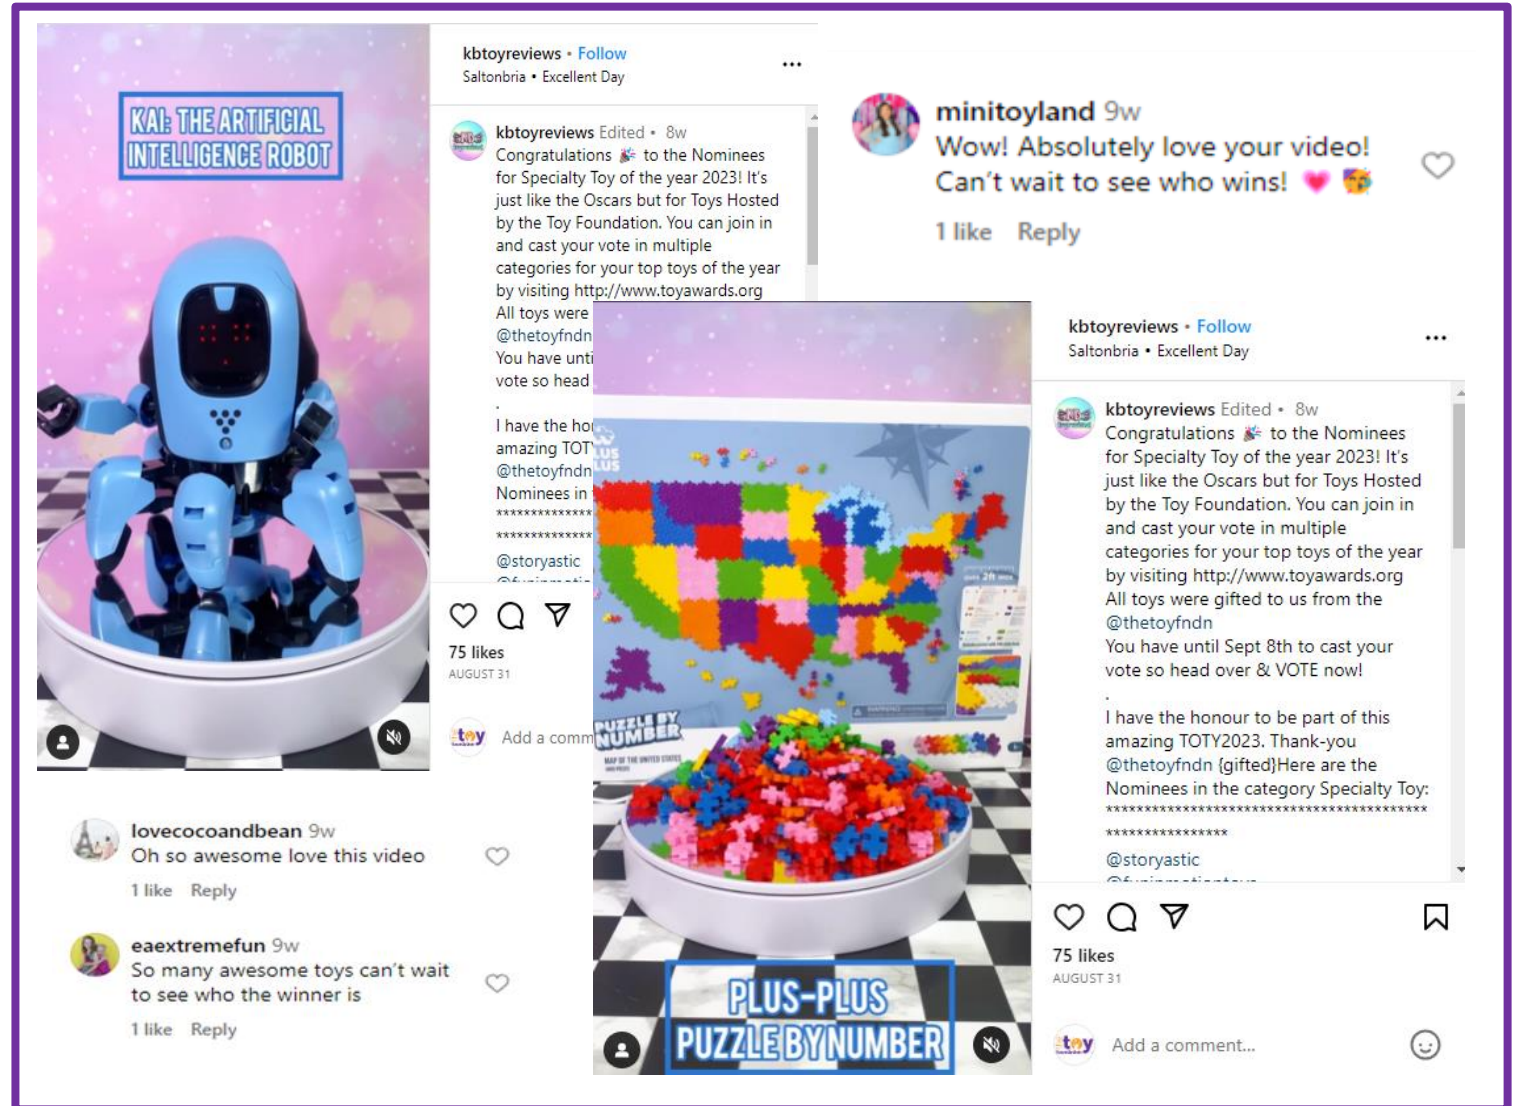 KAI: THE ARTIFICIAL
INTELLIGENCE ROBOT
kbtoyreviews • Follow
Saltonbria • Excellent Day
kbtoyreviews Edited • 8w
Congratulations 🎉 to the Nominees
for Specialty Toy of the year 2023! It's
just like the Oscars but for Toys Hosted
by the Toy Foundation. You can join in
and cast your vote in multiple
categories for your top toys of the year
by visiting http://www.toyawards.org
All toys were
@thetoyfndn
You have unti
vote so head
.
I have the hon
amazing TOTY
@thetoyfndn
Nominees in
**************
**************
@storyastic
75 likes
AUGUST 31
toy
Add a comm
minitoyland 9w
Wow! Absolutely love your video!
Can't wait to see who wins! 💗 🥳
1 like Reply
lovecocoandbean 9w
Oh so awesome love this video
1 like Reply
eaextremefun 9w
So many awesome toys can't wait
to see who the winner is
1 like Reply
PUZZLE BY
NUMBER
MAP OF THE UNITED STATES
PLUS-PLUS
PUZZLE BY NUMBER
kbtoyreviews • Follow
Saltonbria • Excellent Day
kbtoyreviews Edited • 8w
Congratulations 🎉 to the Nominees
for Specialty Toy of the year 2023! It's
just like the Oscars but for Toys Hosted
by the Toy Foundation. You can join in
and cast your vote in multiple
categories for your top toys of the year
by visiting http://www.toyawards.org
All toys were gifted to us from the
@thetoyfndn
You have until Sept 8th to cast your
vote so head over & VOTE now!
.
I have the honour to be part of this
amazing TOTY2023. Thank-you
@thetoyfndn {gifted}Here are the
Nominees in the category Specialty Toy:
******************************************
****************
@storyastic
75 likes
AUGUST 31
toy
Add a comment...